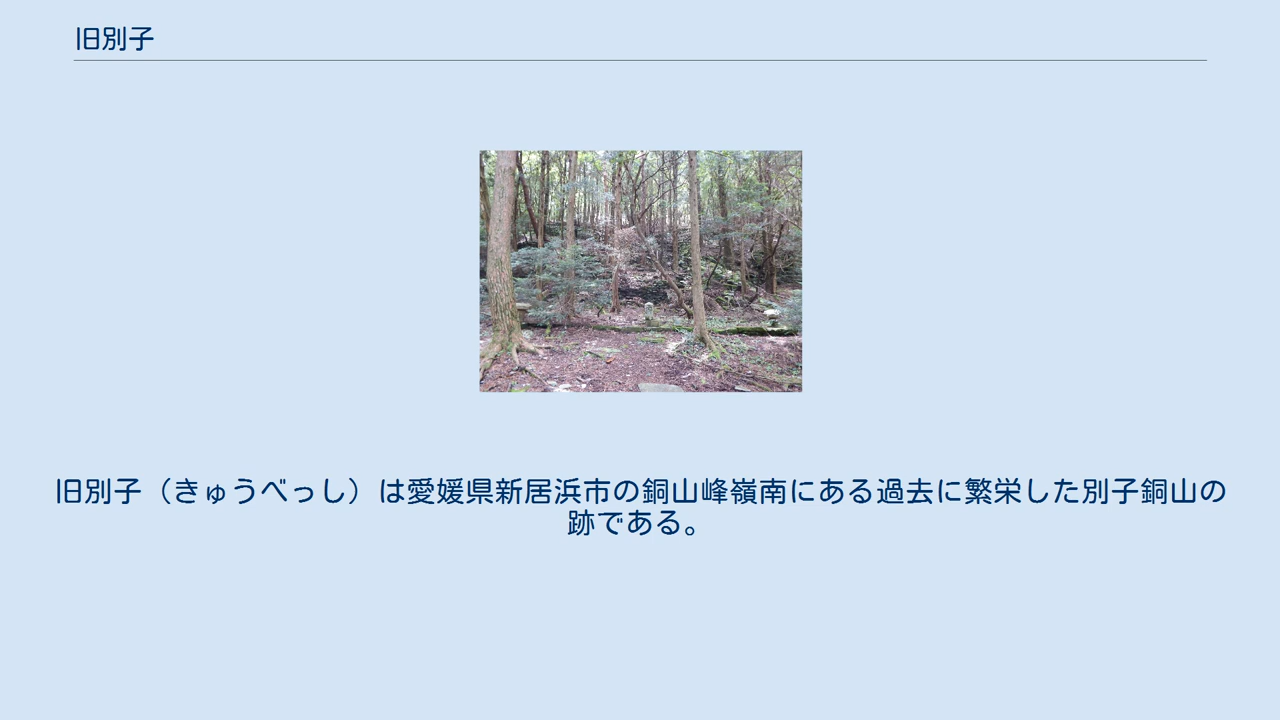 旧別子
旧別子（きゅうべっし）は愛媛県新居浜市の銅山峰嶺南にある過去に繁栄した別子銅山の
跡である。